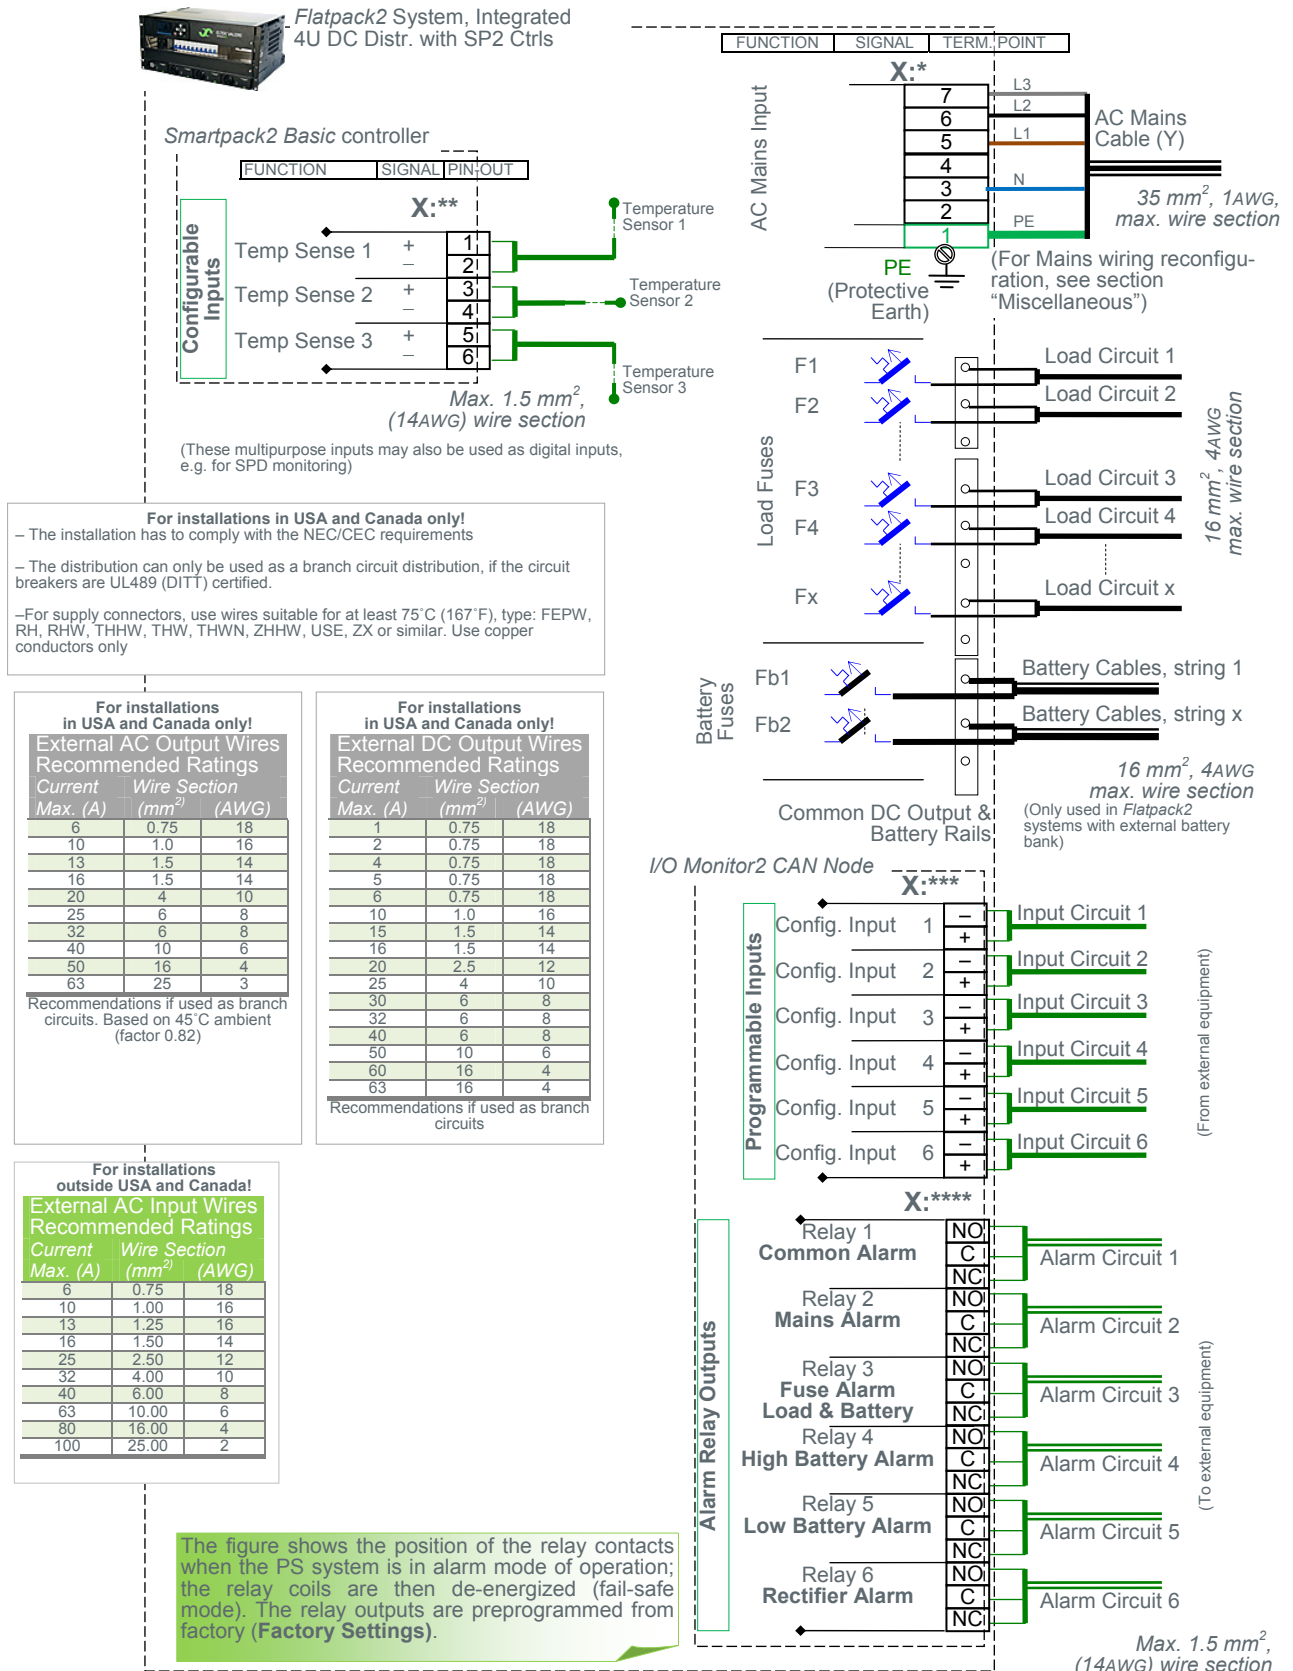 Flatpack2 System, Integrated
4U DC Distr. with SP2 Ctrls
FUNCTION SIGNAL TERM. POINT
X:*
AC Mains Input
7
6
5
4
3
2
1
L3
L2
L1
N
PE
AC Mains
Cable (Y)
35 mm², 1AWG,
max. wire section
PE
(Protective
Earth)
(For Mains wiring reconfigu-
ration, see section
“Miscellaneous”)
Smartpack2 Basic controller
FUNCTION SIGNAL PIN-OUT
X:**
Configurable
Inputs
Temp Sense 1 + 1
– 2
Temp Sense 2 + 3
– 4
Temp Sense 3 + 5
– 6
Temperature
Sensor 1
Temperature
Sensor 2
Temperature
Sensor 3
Max. 1.5 mm²,
(14AWG) wire section
(These multipurpose inputs may also be used as digital inputs,
e.g. for SPD monitoring)
Load Fuses
F1 Load Circuit 1
F2 Load Circuit 2
F3 Load Circuit 3
F4 Load Circuit 4
Fx Load Circuit x
16 mm², 4AWG
max. wire section
Battery
Fuses
Fb1 Battery Cables, string 1
Fb2 Battery Cables, string x
16 mm², 4AWG
max. wire section
(Only used in Flatpack2
systems with external battery
bank)
Common DC Output &
Battery Rails
For installations in USA and Canada only!
– The installation has to comply with the NEC/CEC requirements
– The distribution can only be used as a branch circuit distribution, if the circuit
breakers are UL489 (DITT) certified.
–For supply connectors, use wires suitable for at least 75˚C (167˚F), type: FEPW,
RH, RHW, THHW, THW, THWN, ZHHW, USE, ZX or similar. Use copper
conductors only
For installations
in USA and Canada only!
External AC Output Wires
Recommended Ratings
Current Wire Section
Max. (A) (mm²) (AWG)
6 0.75 18
10 1.0 16
13 1.5 14
16 1.5 14
20 4 10
25 6 8
32 6 8
40 10 6
50 16 4
63 25 3
Recommendations if used as branch
circuits. Based on 45˚C ambient
(factor 0.82)
For installations
in USA and Canada only!
External DC Output Wires
Recommended Ratings
Current Wire Section
Max. (A) (mm²) (AWG)
1 0.75 18
2 0.75 18
4 0.75 18
5 0.75 18
6 0.75 18
10 1.0 16
15 1.5 14
16 1.5 14
20 2.5 12
25 4 10
30 6 8
32 6 8
40 6 8
50 10 6
60 16 4
63 16 4
Recommendations if used as branch
circuits
For installations
outside USA and Canada!
External AC Input Wires
Recommended Ratings
Current Wire Section
Max. (A) (mm²) (AWG)
6 0.75 18
10 1.00 16
13 1.25 16
16 1.50 14
25 2.50 12
32 4.00 10
40 6.00 8
63 10.00 6
80 16.00 4
100 25.00 2
I/O Monitor2 CAN Node
X:***
Programmable Inputs
Config. Input 1 – + Input Circuit 1
Config. Input 2 – + Input Circuit 2
Config. Input 3 – + Input Circuit 3
Config. Input 4 – + Input Circuit 4
Config. Input 5 – + Input Circuit 5
Config. Input 6 – + Input Circuit 6
(From external equipment)
X:****
Alarm Relay Outputs
Relay 1 NO
Common Alarm C Alarm Circuit 1
NC
Relay 2 NO
Mains Alarm C Alarm Circuit 2
NC
Relay 3 NO
Fuse Alarm C Alarm Circuit 3
Load & Battery NC
Relay 4 NO
High Battery Alarm C Alarm Circuit 4
NC
Relay 5 NO
Low Battery Alarm C Alarm Circuit 5
NC
Relay 6 NO
Rectifier Alarm C Alarm Circuit 6
NC
(To external equipment)
Max. 1.5 mm²,
(14AWG) wire section
The figure shows the position of the relay contacts
when the PS system is in alarm mode of operation;
the relay coils are then de-energized (fail-safe
mode). The relay outputs are preprogrammed from
factory (Factory Settings).